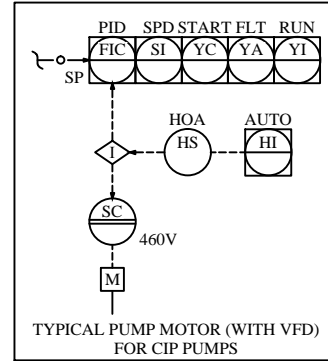 PID SPD START FLT RUN
FIC SI YC YA YI
SP
HOA AUTO
I HS HI
SC
460V
M
TYPICAL PUMP MOTOR (WITH VFD)
FOR CIP PUMPS